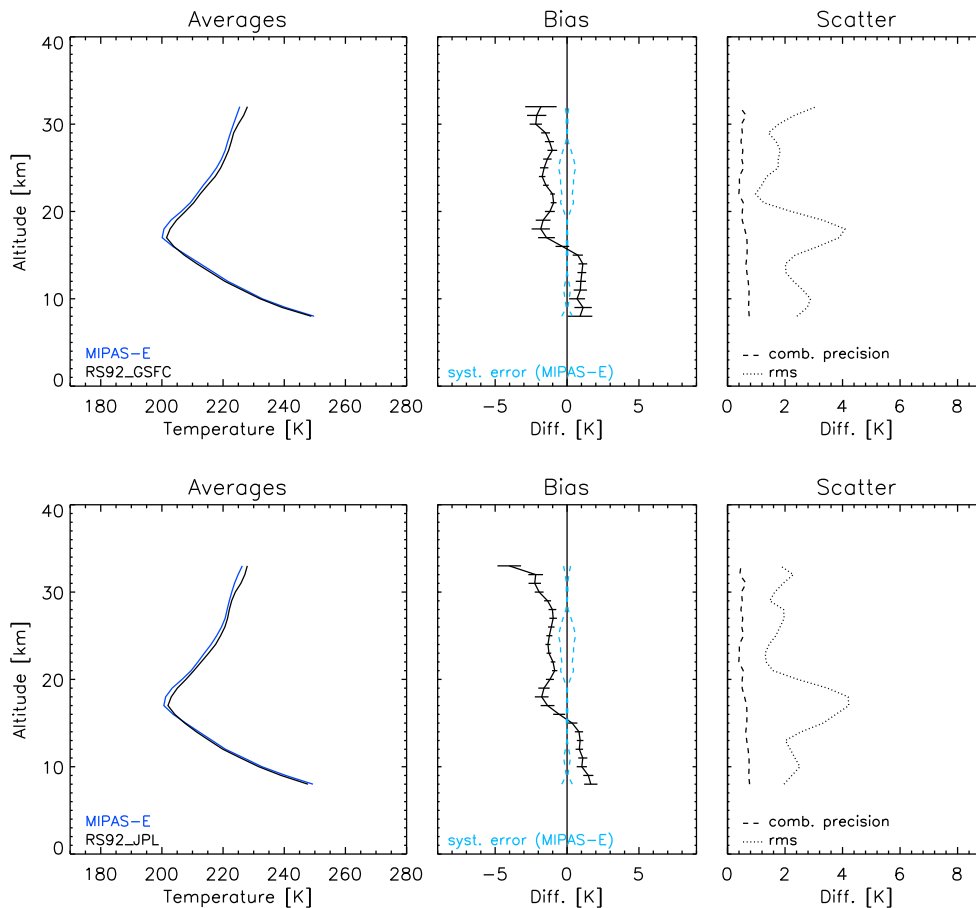 Averages
Bias
Scatter
40
30
20
10
0
Altitude [km]
MIPAS-E
RS92_GSFC
syst. error (MIPAS-E)
comb. precision
rms
180 200 220 240 260 280
-5 0 5
0 2 4 6 8
Temperature [K]
Diff. [K]
Diff. [K]
Averages
Bias
Scatter
40
30
20
10
0
Altitude [km]
MIPAS-E
RS92_JPL
syst. error (MIPAS-E)
comb. precision
rms
180 200 220 240 260 280
-5 0 5
0 2 4 6 8
Temperature [K]
Diff. [K]
Diff. [K]